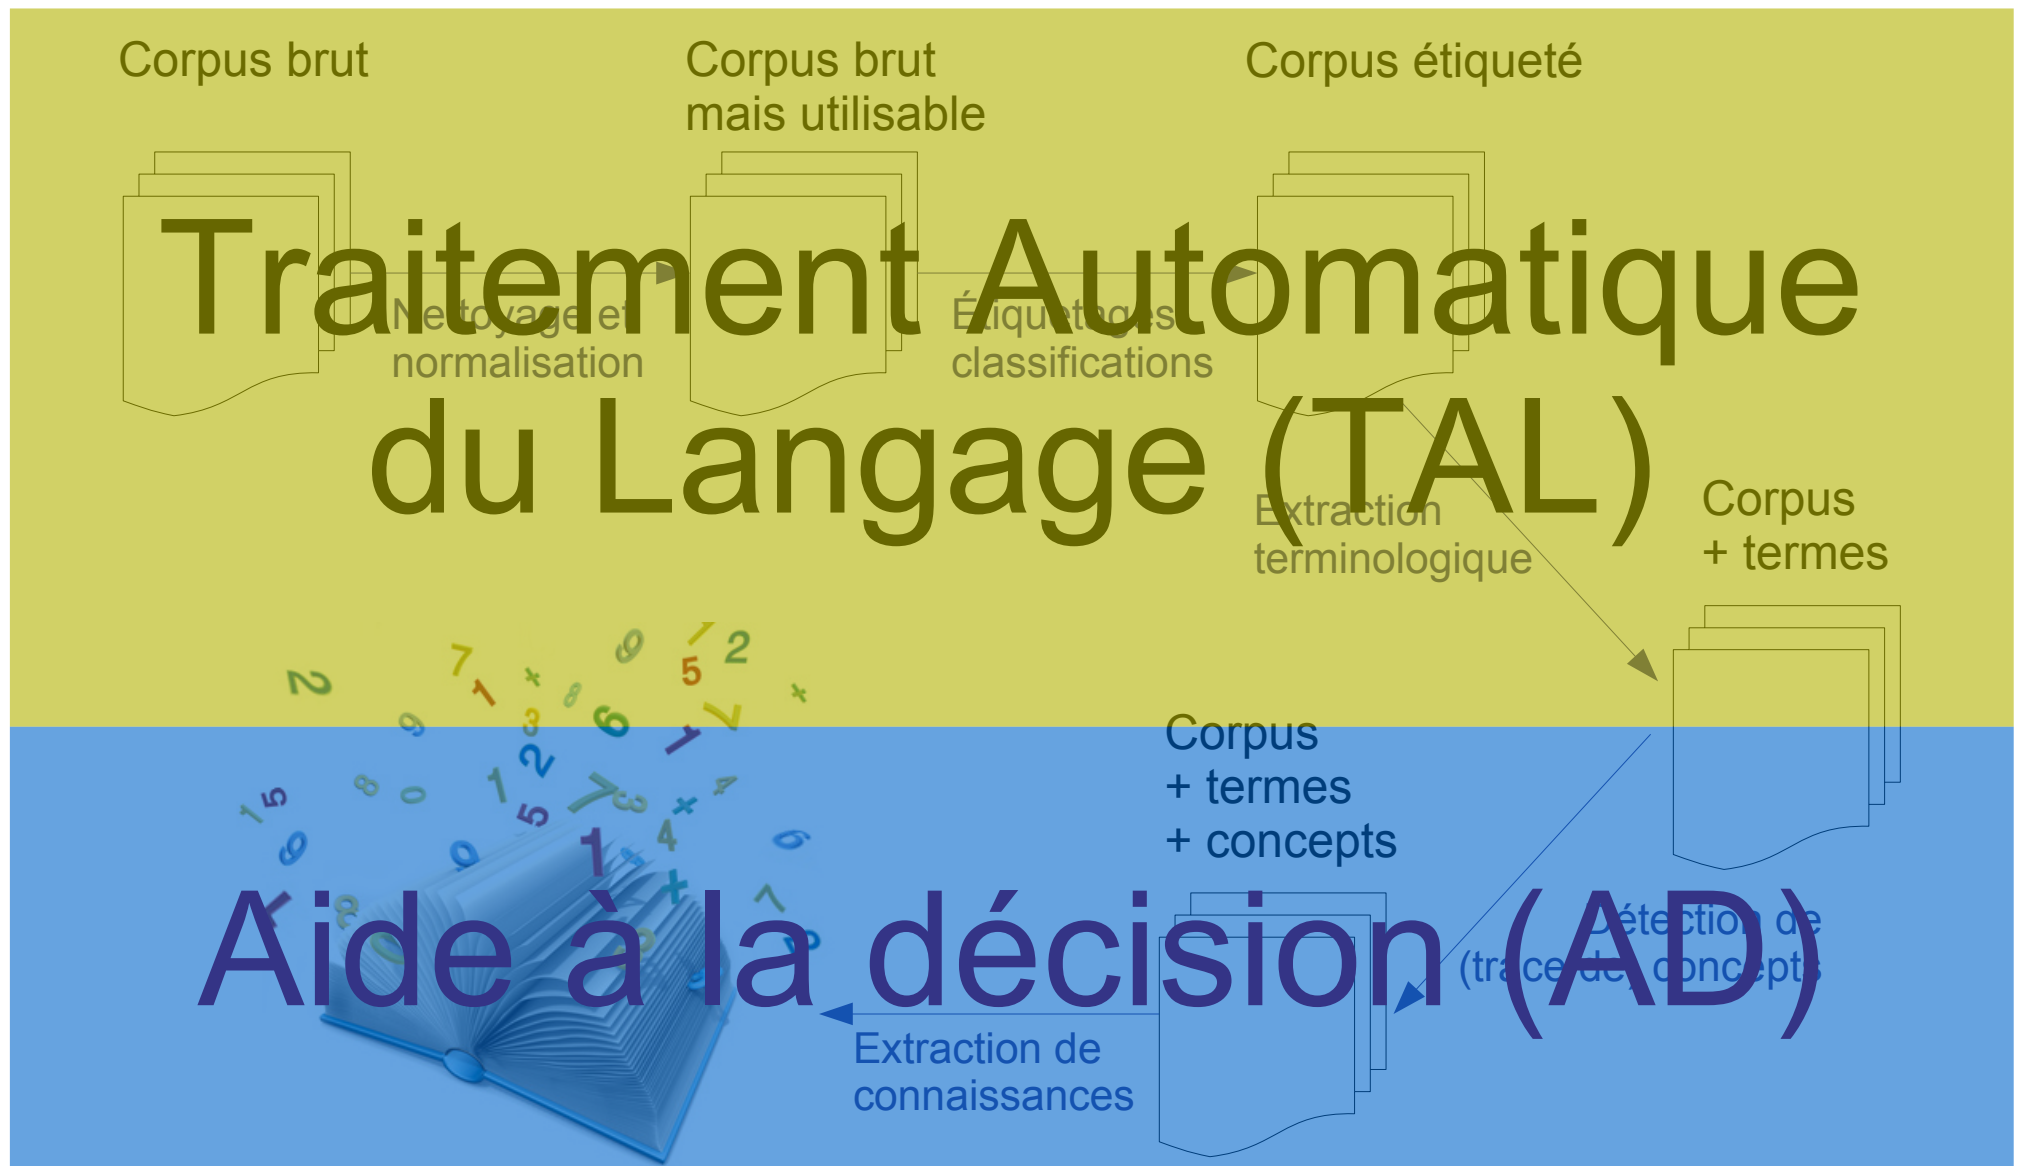 Corpus brut
Corpus brut
mais utilisable
Corpus étiqueté
Traitement Automatique
Nettoyage et
normalisation
Étiquetages
classifications
du Langage (TAL)
Extraction
terminologique
Corpus
+ termes
Corpus
+ termes
+ concepts
Aide à la décision (AD)
Détection de
(trace de) concepts
Extraction de
connaissances